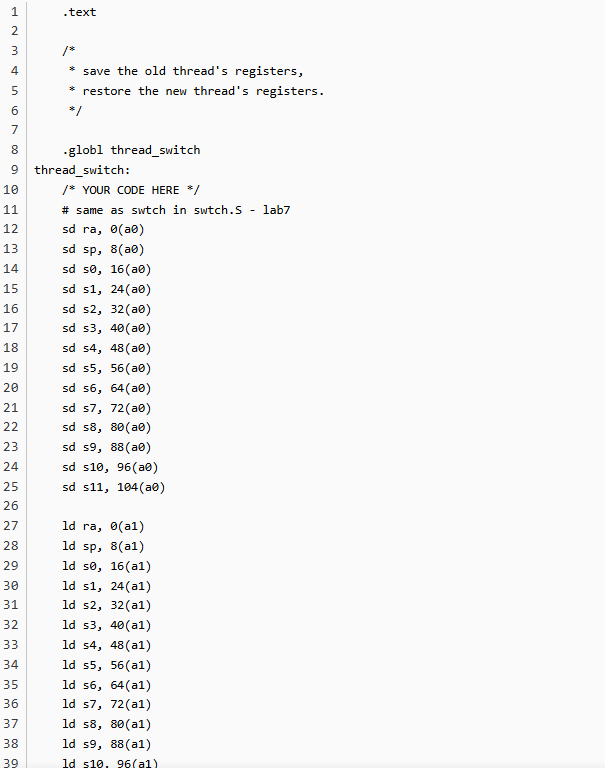 1 .text
2
3 /*
4 * save the old thread's registers,
5 * restore the new thread's registers.
6 */
7
8 .globl thread_switch
9 thread_switch:
10 /* YOUR CODE HERE */
11 # same as swtch in swtch.S - lab7
12 sd ra, 0(a0)
13 sd sp, 8(a0)
14 sd s0, 16(a0)
15 sd s1, 24(a0)
16 sd s2, 32(a0)
17 sd s3, 40(a0)
18 sd s4, 48(a0)
19 sd s5, 56(a0)
20 sd s6, 64(a0)
21 sd s7, 72(a0)
22 sd s8, 80(a0)
23 sd s9, 88(a0)
24 sd s10, 96(a0)
25 sd s11, 104(a0)
26
27 ld ra, 0(a1)
28 ld sp, 8(a1)
29 ld s0, 16(a1)
30 ld s1, 24(a1)
31 ld s2, 32(a1)
32 ld s3, 40(a1)
33 ld s4, 48(a1)
34 ld s5, 56(a1)
35 ld s6, 64(a1)
36 ld s7, 72(a1)
37 ld s8, 80(a1)
38 ld s9, 88(a1)
39 ld s10, 96(a1)